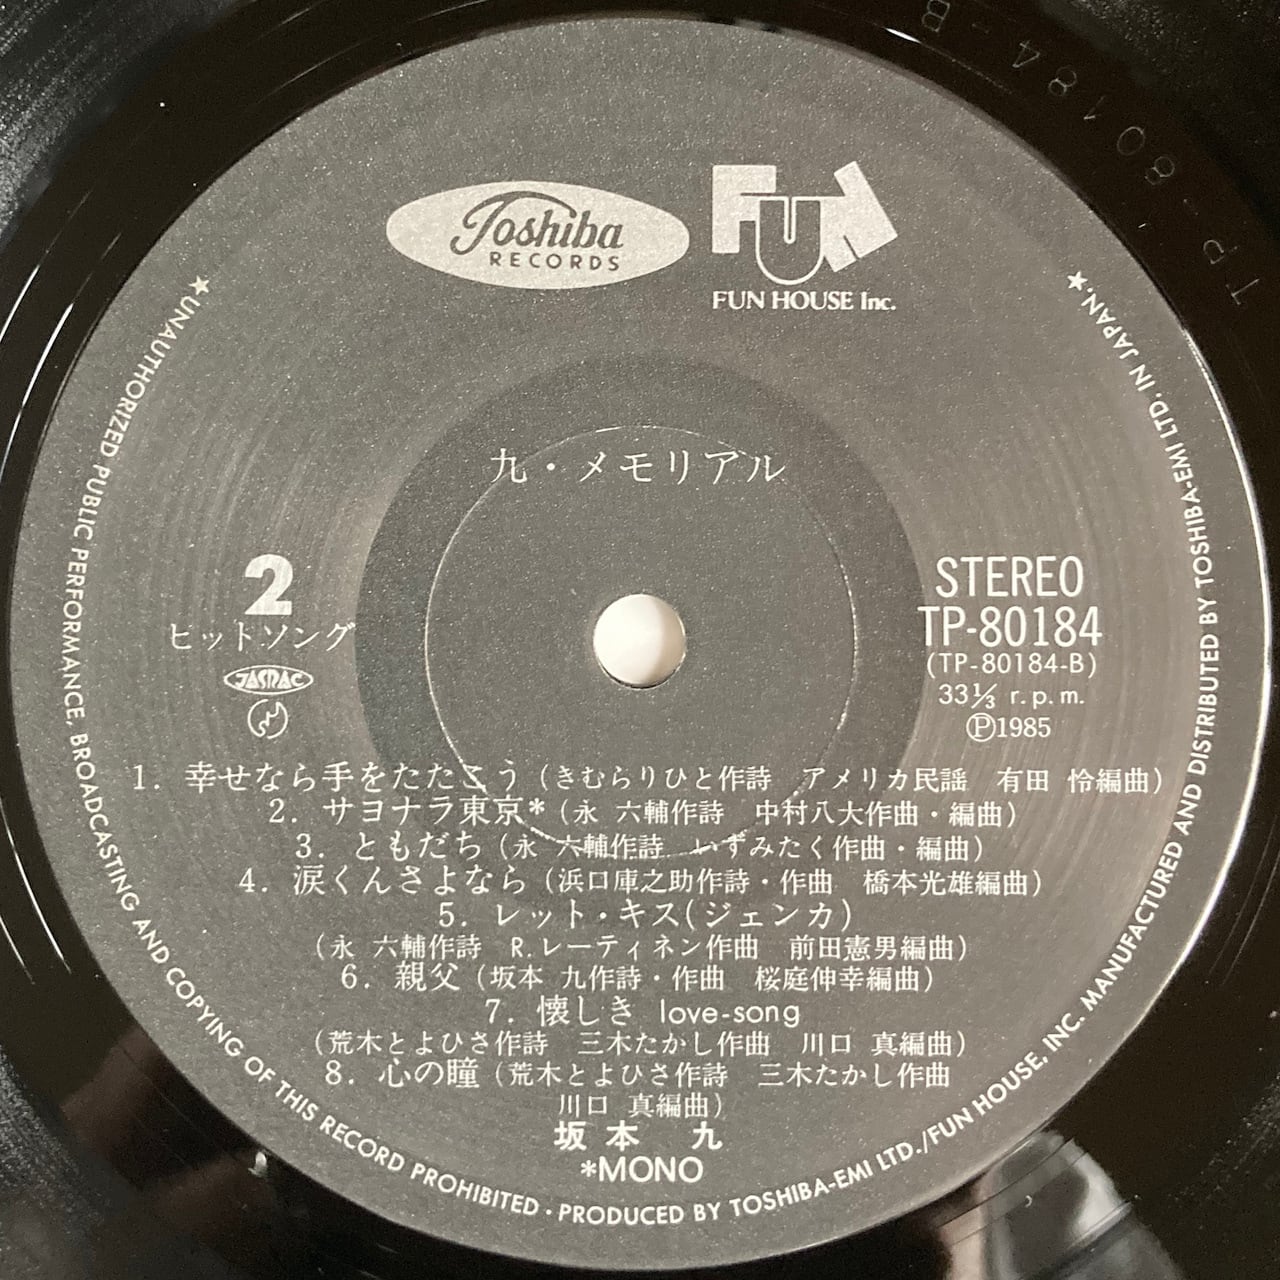 Toshiba
RECORDS
FUN
FUN HOUSE Inc.
九・メモリアル
2
ヒットソング
JASRAC
STEREO
TP-80184
(TP-80184-B)
33⅓ r.p.m.
Ⓟ1985
1. 幸せなら手をたたこう (きむらりひと作詩 アメリカ民謡 有田 怜編曲)
2. サヨナラ東京* (永 六輔作詩 中村八大作曲・編曲)
3. ともだち (永 六輔作詩 いずみたく作曲・編曲)
4. 涙くんさよなら (浜口庫之助作詩・作曲 橋本光雄編曲)
5. レット・キス(ジェンカ)
(永 六輔作詩 R.レーティネン作曲 前田憲男編曲)
6. 親父 (坂本 九作詩・作曲 桜庭伸幸編曲)
7. 懐しき love-song
(荒木とよひさ作詩 三木たかし作曲 川口 真編曲)
8. 心の瞳 (荒木とよひさ作詩 三木たかし作曲
川口 真編曲)
坂本 九
*MONO
★UNAUTHORIZED PUBLIC PERFORMANCE, BROADCASTING AND COPYING OF THIS RECORD PROHIBITED・PRODUCED BY TOSHIBA-EMI LTD./FUN HOUSE, INC. MANUFACTURED AND DISTRIBUTED BY TOSHIBA-EMI LTD. IN JAPAN.★
TP-80184-B